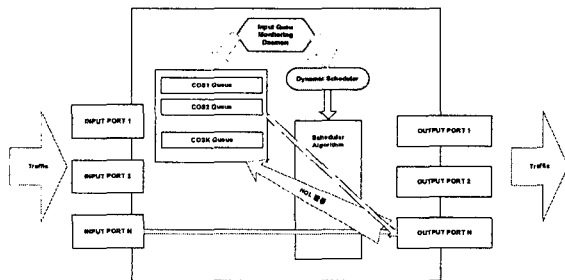 Input Queue
Monitoring
Daemon
COS1 Queue
COS2 Queue
COSK Queue
Dynamic Scheduler
Scheduler
Algorithm
INPUT PORT 1
INPUT PORT 2
INPUT PORT N
OUTPUT PORT 1
OUTPUT PORT 2
OUTPUT PORT N
Traffic
Traffic
HOL